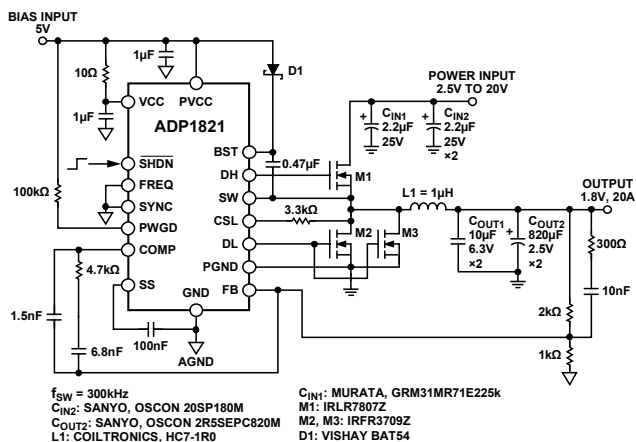 BIAS INPUT
5V
1µF
10Ω
1µF
D1
POWER INPUT
2.5V TO 20V
VCC
PVCC
ADP1821
BST
DH
SW
CSL
DL
PGND
FB
SHDN
FREQ
SYNC
PWGD
COMP
SS
GND
AGND
0.47µF
M1
CIN1
2.2µF
25V
CIN2
2.2µF
25V
×2
100kΩ
3.3kΩ
L1 = 1µH
OUTPUT
1.8V, 20A
M2
M3
COUT1
10µF
6.3V
×2
COUT2
820µF
2.5V
×2
300Ω
10nF
4.7kΩ
1.5nF
6.8nF
100nF
2kΩ
1kΩ
fSW = 300kHz
CIN2: SANYO, OSCON 20SP180M
COUT2: SANYO, OSCON 2R5SEPC820M
L1: COILTRONICS, HC7-1R0
CIN1: MURATA, GRM31MR71E225k
M1: IRLR7807Z
M2, M3: IRFR3709Z
D1: VISHAY BAT54